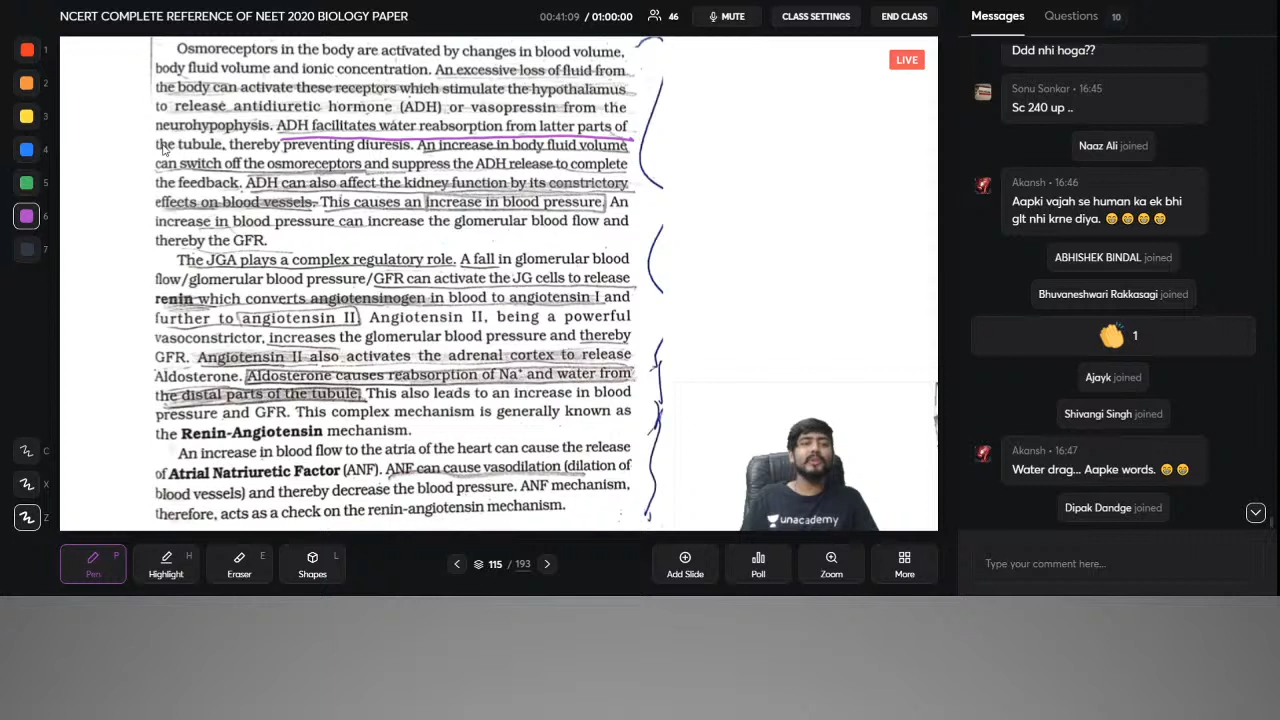 NCERT COMPLETE REFERENCE OF NEET 2020 BIOLOGY PAPER
00:41:09 / 01:00:00
46
MUTE
CLASS SETTINGS
END CLASS
LIVE
1
2
3
4
5
6
7
C
X
Z
Osmoreceptors in the body are activated by changes in blood volume,
body fluid volume and ionic concentration. An excessive loss of fluid from
the body can activate these receptors which stimulate the hypothalamus
to release antidiuretic hormone (ADH) or vasopressin from the
neurohypophysis. ADH facilitates water reabsorption from latter parts of
the tubule, thereby preventing diuresis. An increase in body fluid volume
can switch off the osmoreceptors and suppress the ADH release to complete
the feedback. ADH can also affect the kidney function by its constrictory
effects on blood vessels. This causes an increase in blood pressure. An
increase in blood pressure can increase the glomerular blood flow and
thereby the GFR.
The JGA plays a complex regulatory role. A fall in glomerular blood
flow/glomerular blood pressure/GFR can activate the JG cells to release
renin which converts angiotensinogen in blood to angiotensin I and
further to angiotensin II. Angiotensin II, being a powerful
vasoconstrictor, increases the glomerular blood pressure and thereby
GFR. Angiotensin II also activates the adrenal cortex to release
Aldosterone. Aldosterone causes reabsorption of Na⁺ and water from
the distal parts of the tubule. This also leads to an increase in blood
pressure and GFR. This complex mechanism is generally known as
the Renin-Angiotensin mechanism.
An increase in blood flow to the atria of the heart can cause the release
of Atrial Natriuretic Factor (ANF). ANF can cause vasodilation (dilation of
blood vessels) and thereby decrease the blood pressure. ANF mechanism,
therefore, acts as a check on the renin-angiotensin mechanism.
unacademy
Pen
P
Highlight
H
Eraser
E
Shapes
L
115 / 193
Add Slide
Poll
Zoom
More
Messages
Questions
10
Ddd nhi hoga??
Sonu Sonkar • 16:45
Sc 240 up ..
Naaz Ali joined
Akansh • 16:46
Aapki vajah se human ka ek bhi
glt nhi krne diya. 😁😁😁😁
ABHISHEK BINDAL joined
Bhuvaneshwari Rakkasagi joined
👏 1
Ajayk joined
Shivangi Singh joined
Akansh • 16:47
Water drag... Aapke words. 😁😁
Dipak Dandge joined
Type your comment here...